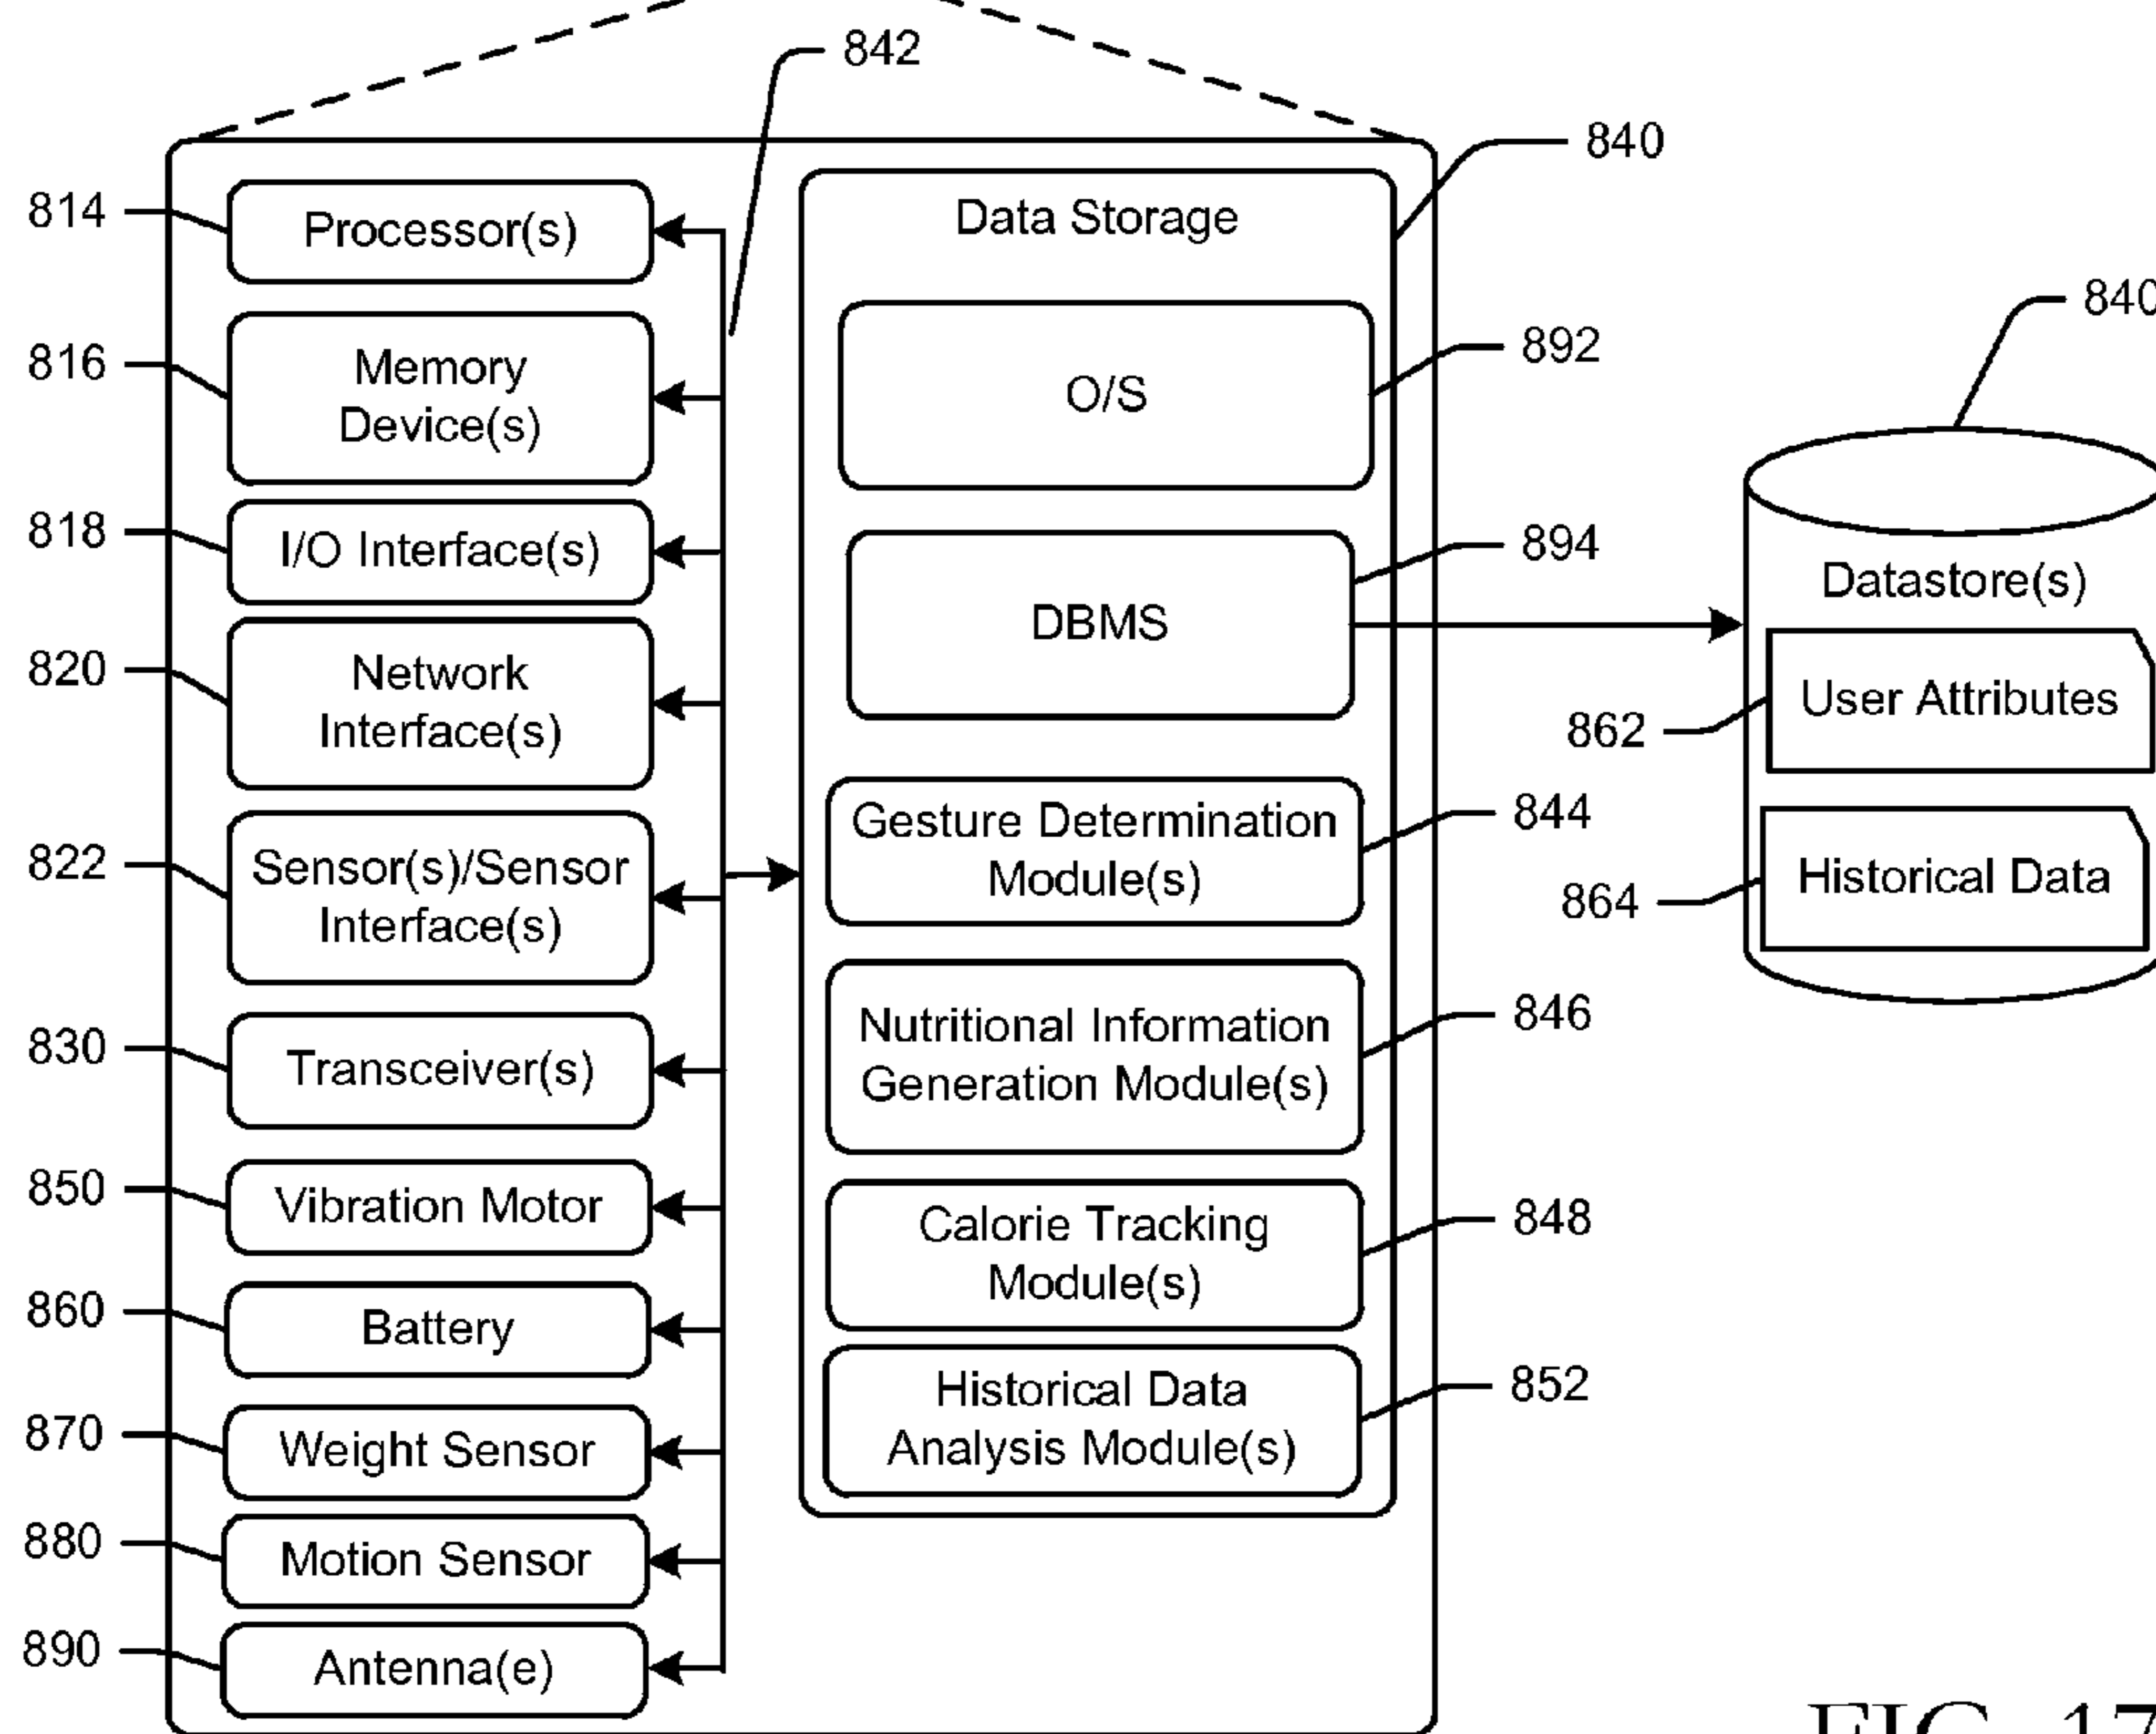 842
840
814
Processor(s)
816
Memory
Device(s)
818
I/O Interface(s)
820
Network
Interface(s)
822
Sensor(s)/Sensor
Interface(s)
830
Transceiver(s)
850
Vibration Motor
860
Battery
870
Weight Sensor
880
Motion Sensor
890
Antenna(e)
Data Storage
O/S
892
DBMS
894
Gesture Determination
Module(s)
844
Nutritional Information
Generation Module(s)
846
Calorie Tracking
Module(s)
848
Historical Data
Analysis Module(s)
852
840
Datastore(s)
User Attributes
862
Historical Data
864
FIG. 17